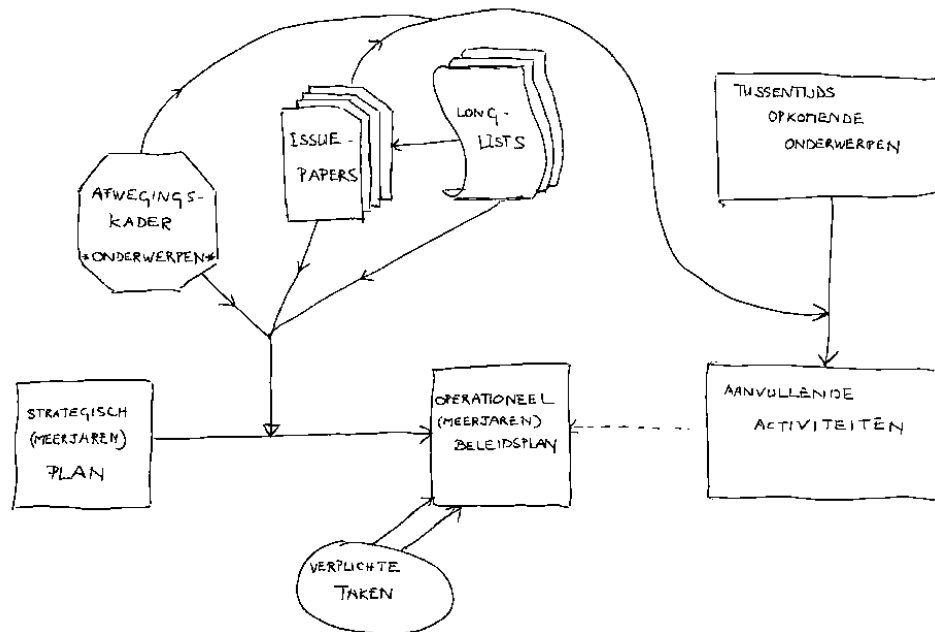 ISSUE-
PAPERS
LONG-
LISTS
TUSSENTIJDS
OPKOMENDE
ONDERWERPEN
AFWEGINGS-
KADER
*ONDERWERPEN*
STRATEGISCH
(MEERJAREN)
PLAN
OPERATIONEEL
(MEERJAREN)
BELEIDSPLAN
AANVULLENDE
ACTIVITEITEN
VERPLICHTE
TAKEN